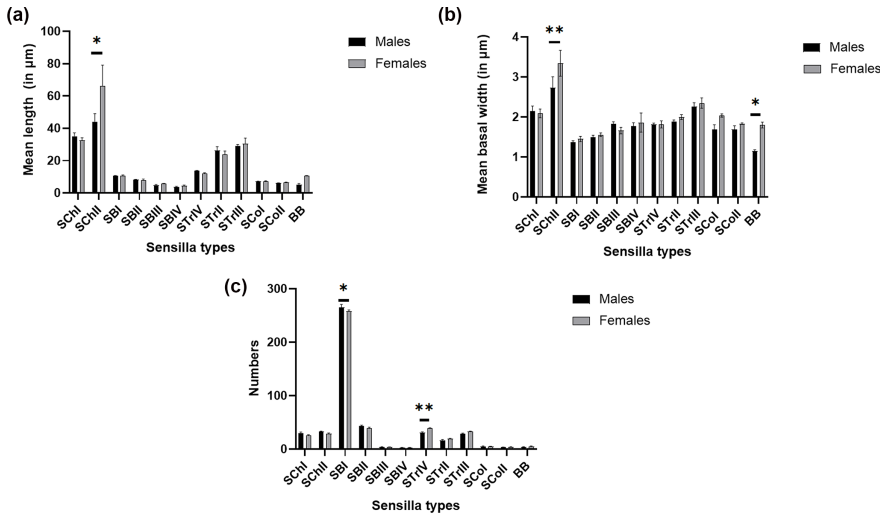 (a)
100
80
60
40
20
0
Mean length (in µm)
*
Males
Females
SChI
SChII
SBI
SBII
SBIII
SBIV
STrIV
STrII
STrIII
SCoI
SCoII
BB
Sensilla types
(b)
4
3
2
1
0
Mean basal width (in µm)
**
*
Males
Females
SChI
SChII
SBI
SBII
SBIII
SBIV
STrIV
STrII
STrIII
SCoI
SCoII
BB
Sensilla types
(c)
300
200
100
0
Numbers
*
**
Males
Females
SChI
SChII
SBI
SBII
SBIII
SBIV
STrIV
STrII
STrIII
SCoI
SCoII
BB
Sensilla types